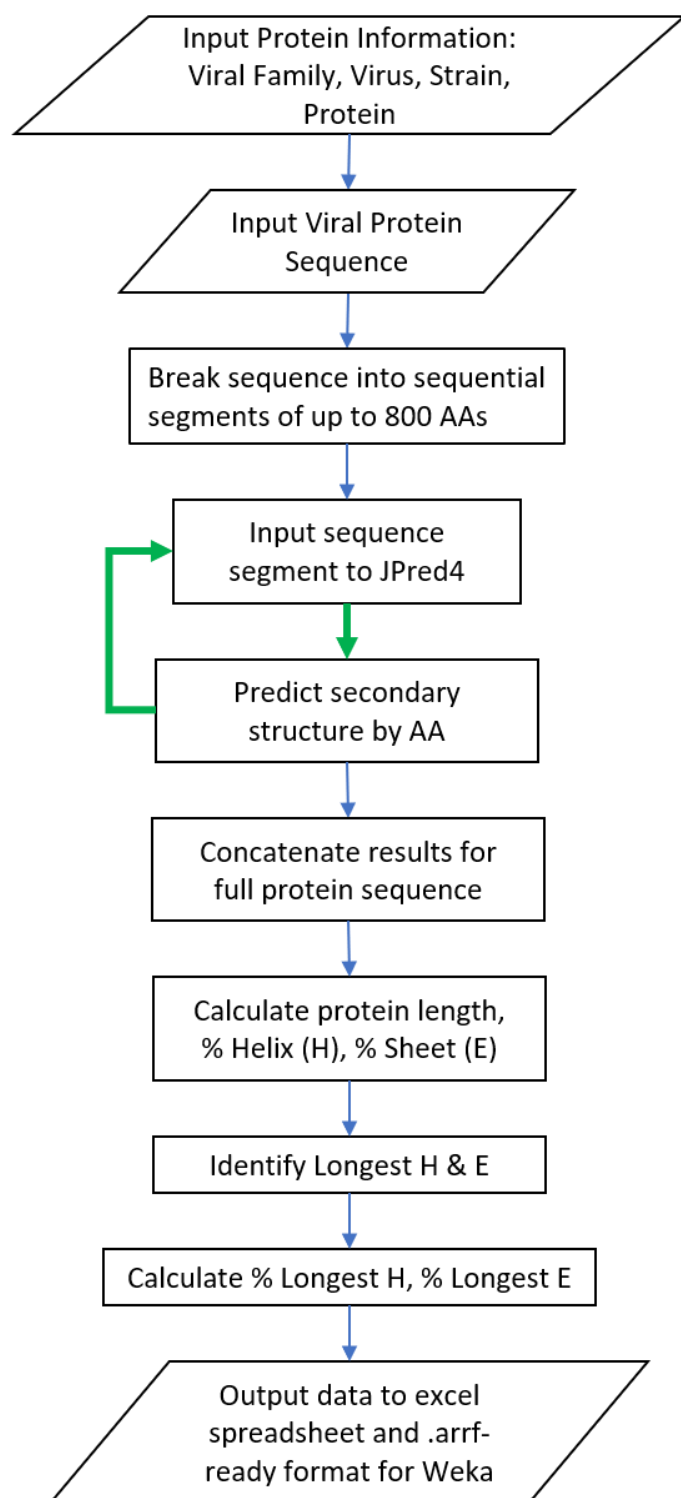 Input Protein Information:
Viral Family, Virus, Strain,
Protein
Input Viral Protein
Sequence
Break sequence into sequential
segments of up to 800 AAs
Input sequence
segment to JPred4
Predict secondary
structure by AA
Concatenate results for
full protein sequence
Calculate protein length,
% Helix (H), % Sheet (E)
Identify Longest H & E
Calculate % Longest H, % Longest E
Output data to excel
spreadsheet and .arrf-
ready format for Weka